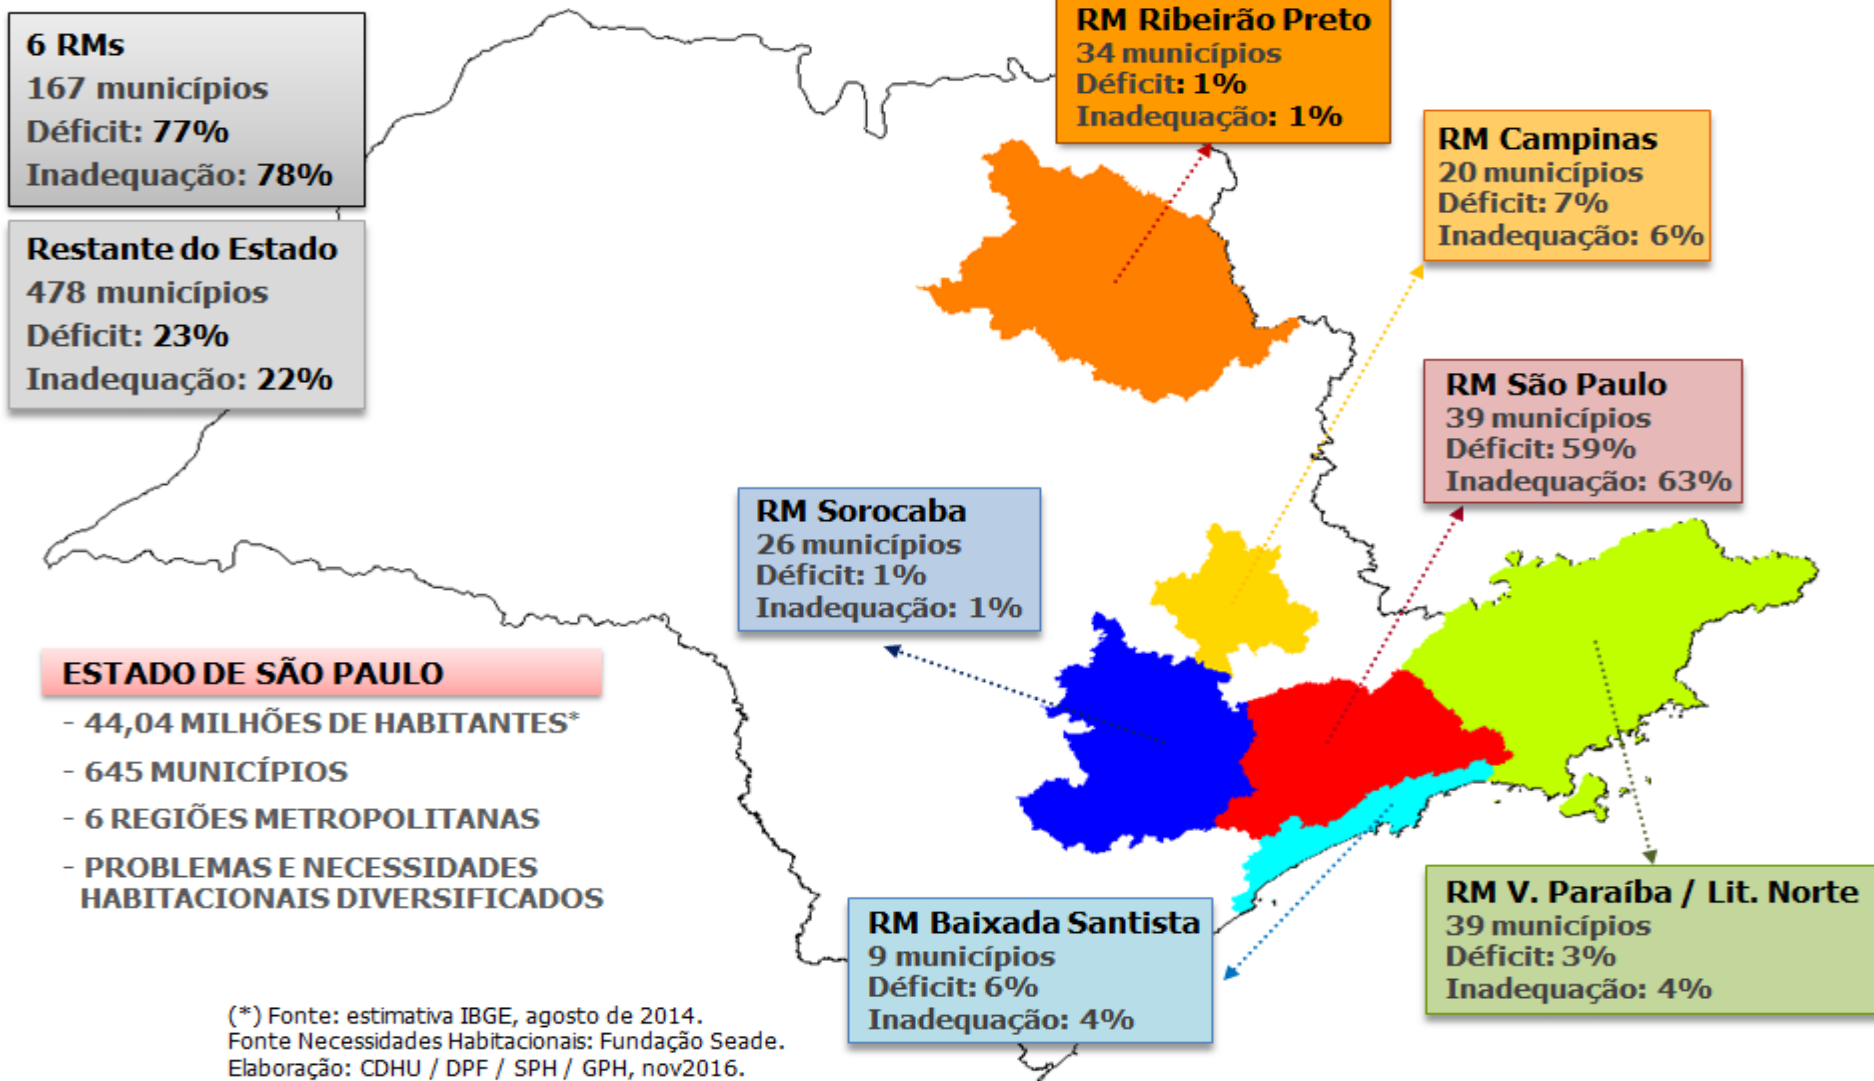 6 RMs
167 municípios
Déficit: 77%
Inadequação: 78%
Restante do Estado
478 municípios
Déficit: 23%
Inadequação: 22%
RM Ribeirão Preto
34 municípios
Déficit: 1%
Inadequação: 1%
RM Campinas
20 municípios
Déficit: 7%
Inadequação: 6%
RM São Paulo
39 municípios
Déficit: 59%
Inadequação: 63%
RM Sorocaba
26 municípios
Déficit: 1%
Inadequação: 1%
ESTADO DE SÃO PAULO
- 44,04 MILHÕES DE HABITANTES*
- 645 MUNICÍPIOS
- 6 REGIÕES METROPOLITANAS
- PROBLEMAS E NECESSIDADES
HABITACIONAIS DIVERSIFICADOS
RM Baixada Santista
9 municípios
Déficit: 6%
Inadequação: 4%
RM V. Paraíba / Lit. Norte
39 municípios
Déficit: 3%
Inadequação: 4%
(*) Fonte: estimativa IBGE, agosto de 2014.
Fonte Necessidades Habitacionais: Fundação Seade.
Elaboração: CDHU / DPF / SPH / GPH, nov2016.